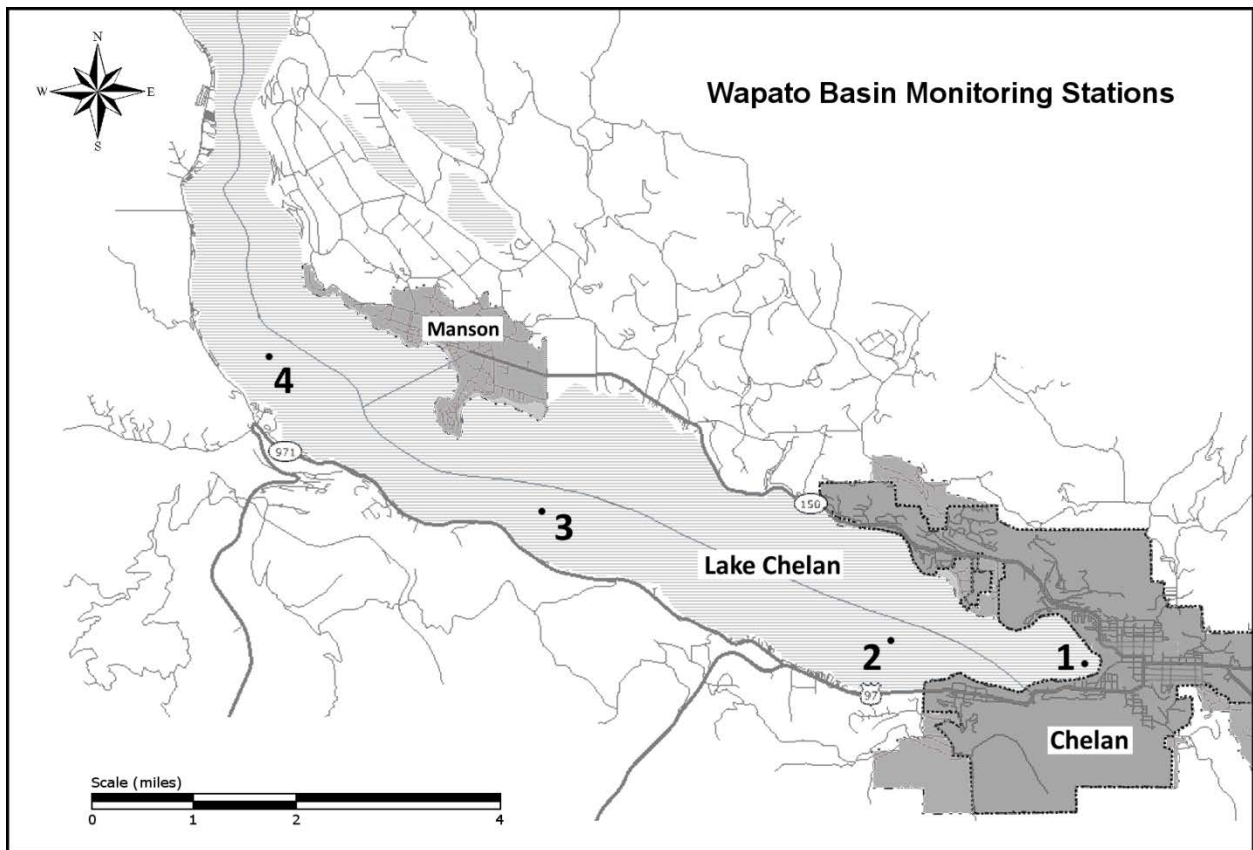 N
W E
S
Wapato Basin Monitoring Stations
Manson
4
971
3
150
Lake Chelan
2
1
97
Chelan
Scale (miles)
0 1 2 4